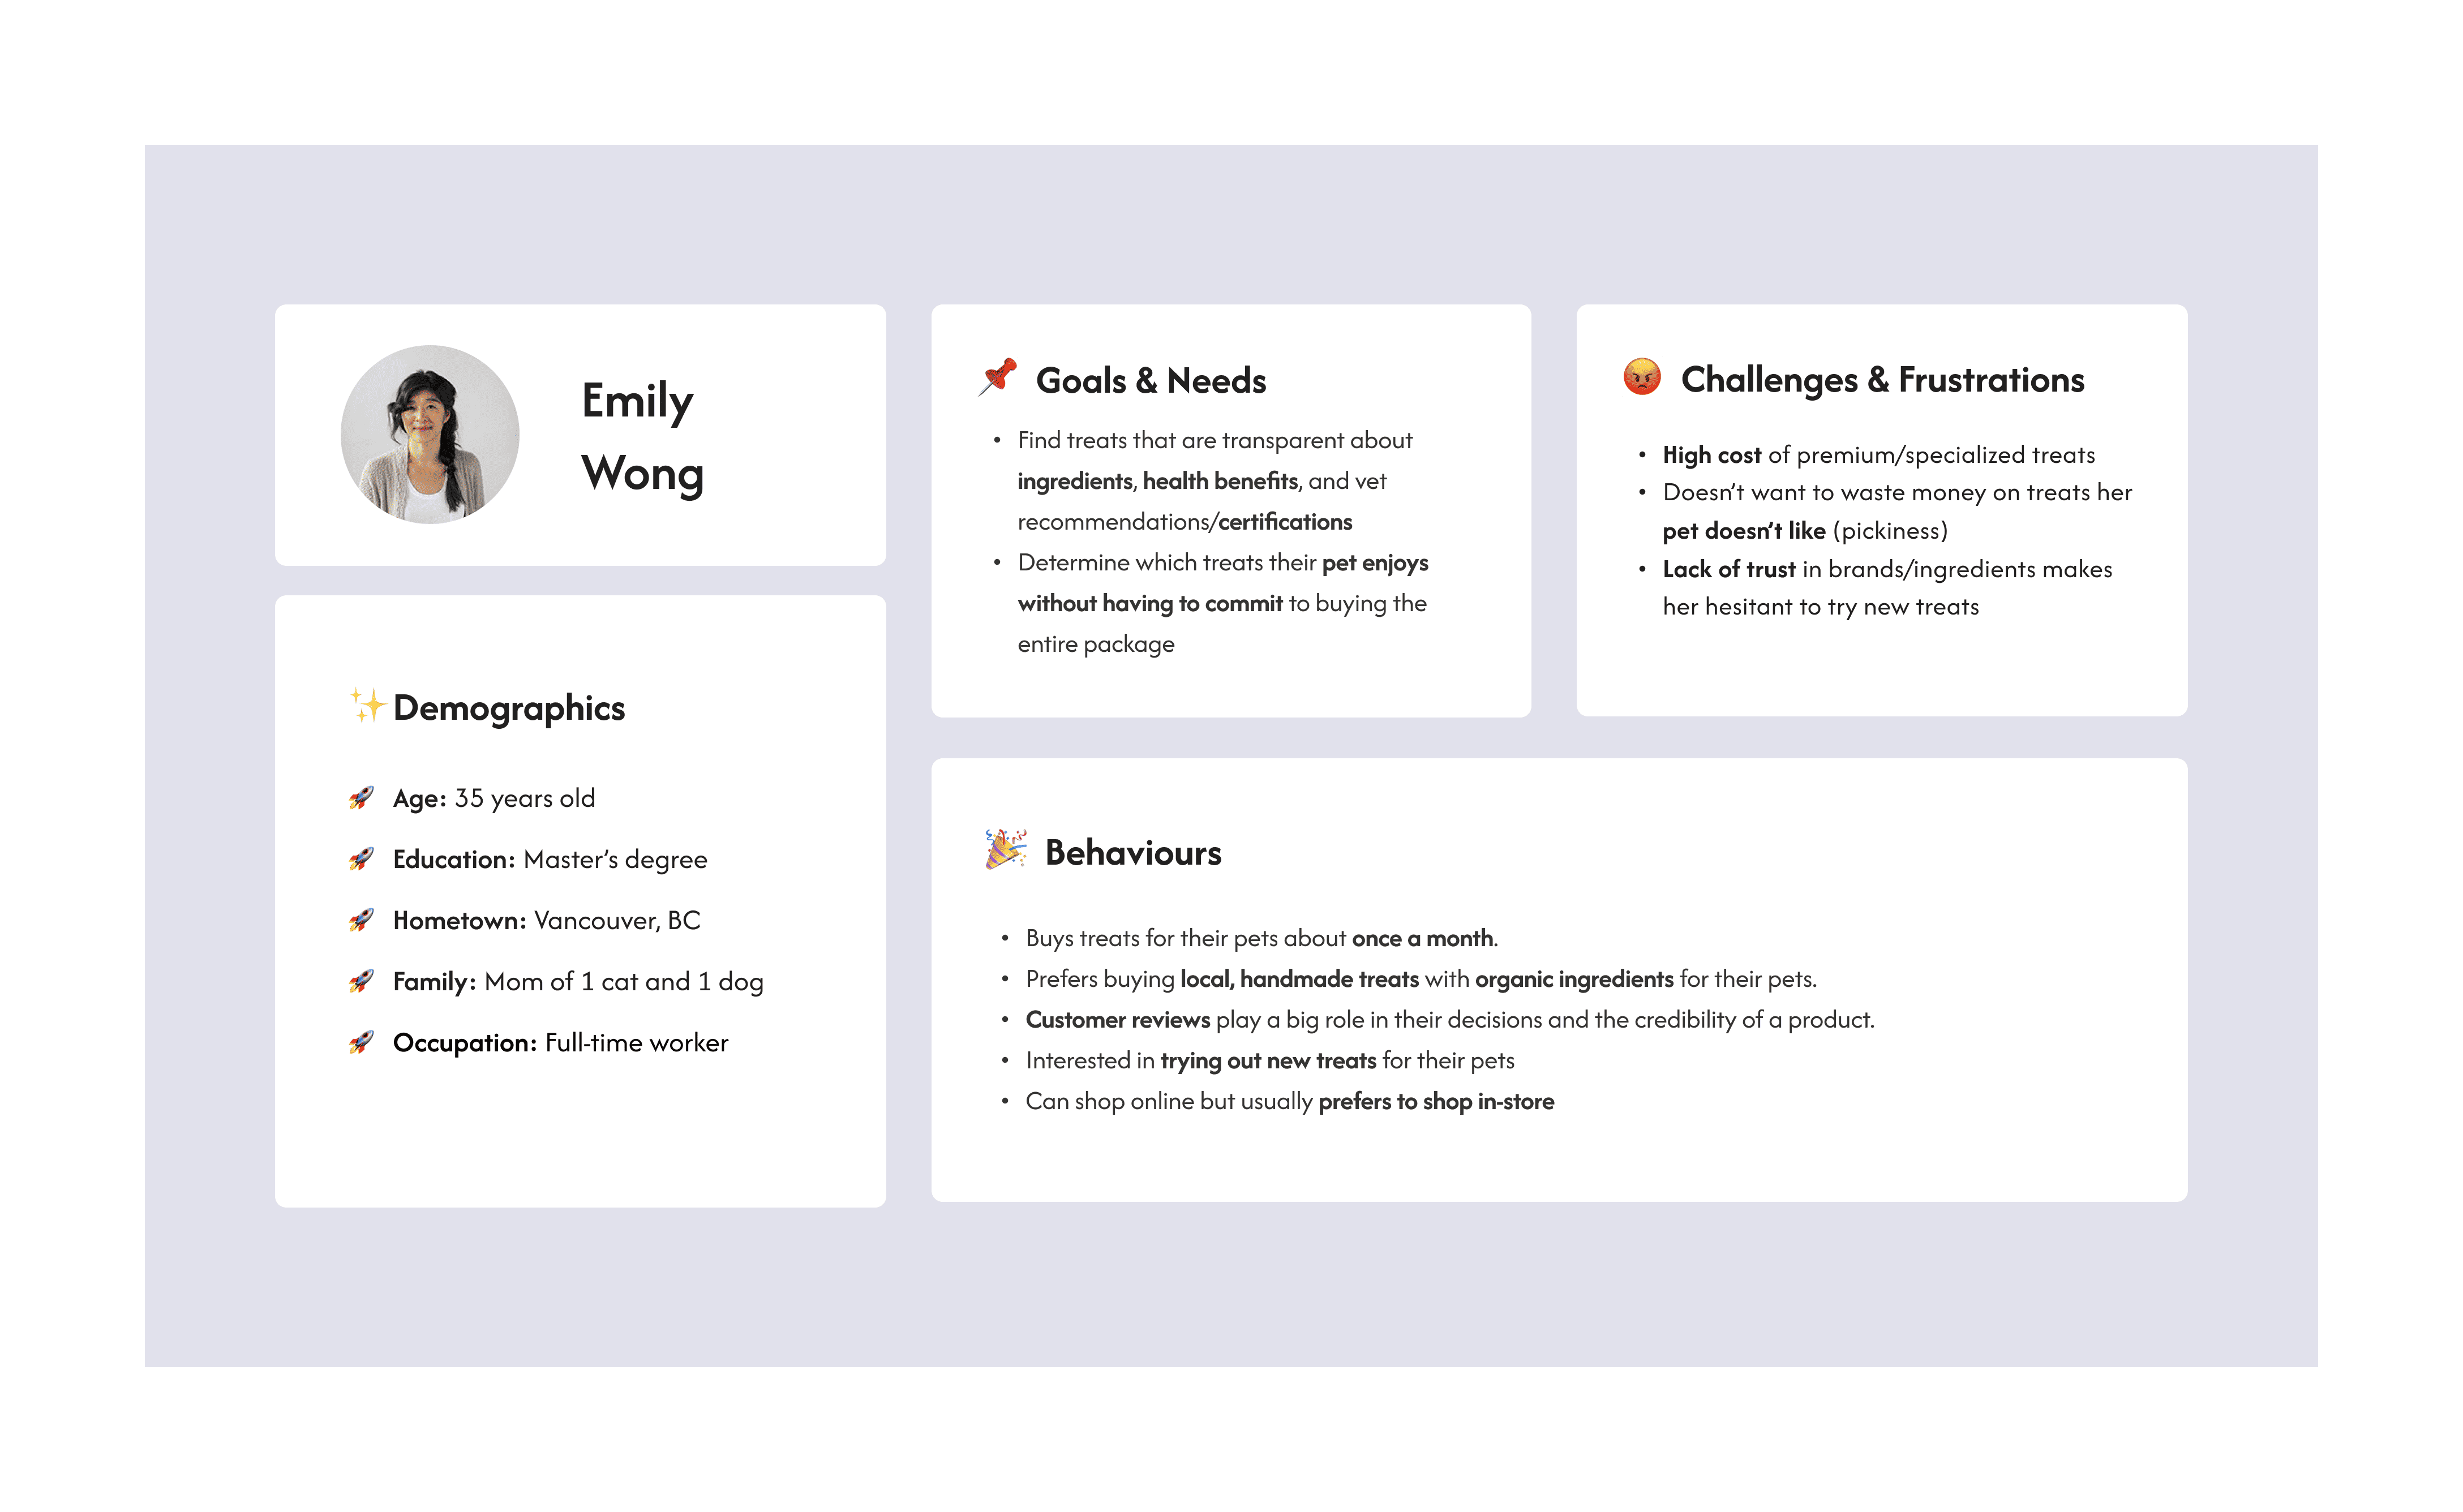 Emily
Wong
✨Demographics
🚀 Age: 35 years old
🚀 Education: Master’s degree
🚀 Hometown: Vancouver, BC
🚀 Family: Mom of 1 cat and 1 dog
🚀 Occupation: Full-time worker
📌 Goals & Needs
• Find treats that are transparent about
ingredients, health benefits, and vet
recommendations/certifications
• Determine which treats their pet enjoys
without having to commit to buying the
entire package
😡 Challenges & Frustrations
• High cost of premium/specialized treats
• Doesn’t want to waste money on treats her
pet doesn’t like (pickiness)
• Lack of trust in brands/ingredients makes
her hesitant to try new treats
🎉 Behaviours
• Buys treats for their pets about once a month.
• Prefers buying local, handmade treats with organic ingredients for their pets.
• Customer reviews play a big role in their decisions and the credibility of a product.
• Interested in trying out new treats for their pets
• Can shop online but usually prefers to shop in-store